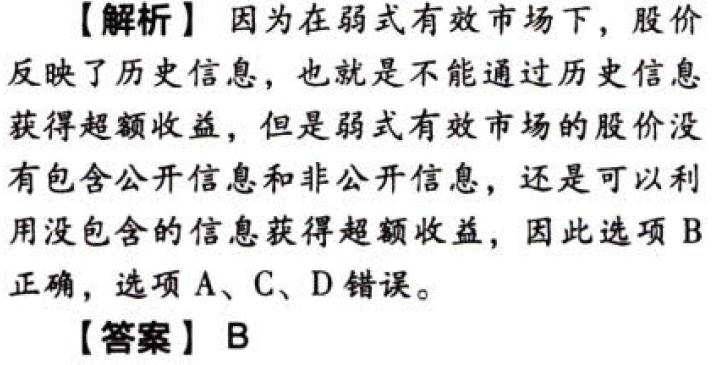 【解析】 因为在弱式有效市场下，股价
反映了历史信息，也就是不能通过历史信息
获得超额收益，但是弱式有效市场的股价没
有包含公开信息和非公开信息，还是可以利
用没包含的信息获得超额收益，因此选项 B
正确，选项 A、C、D 错误。
【答案】 B